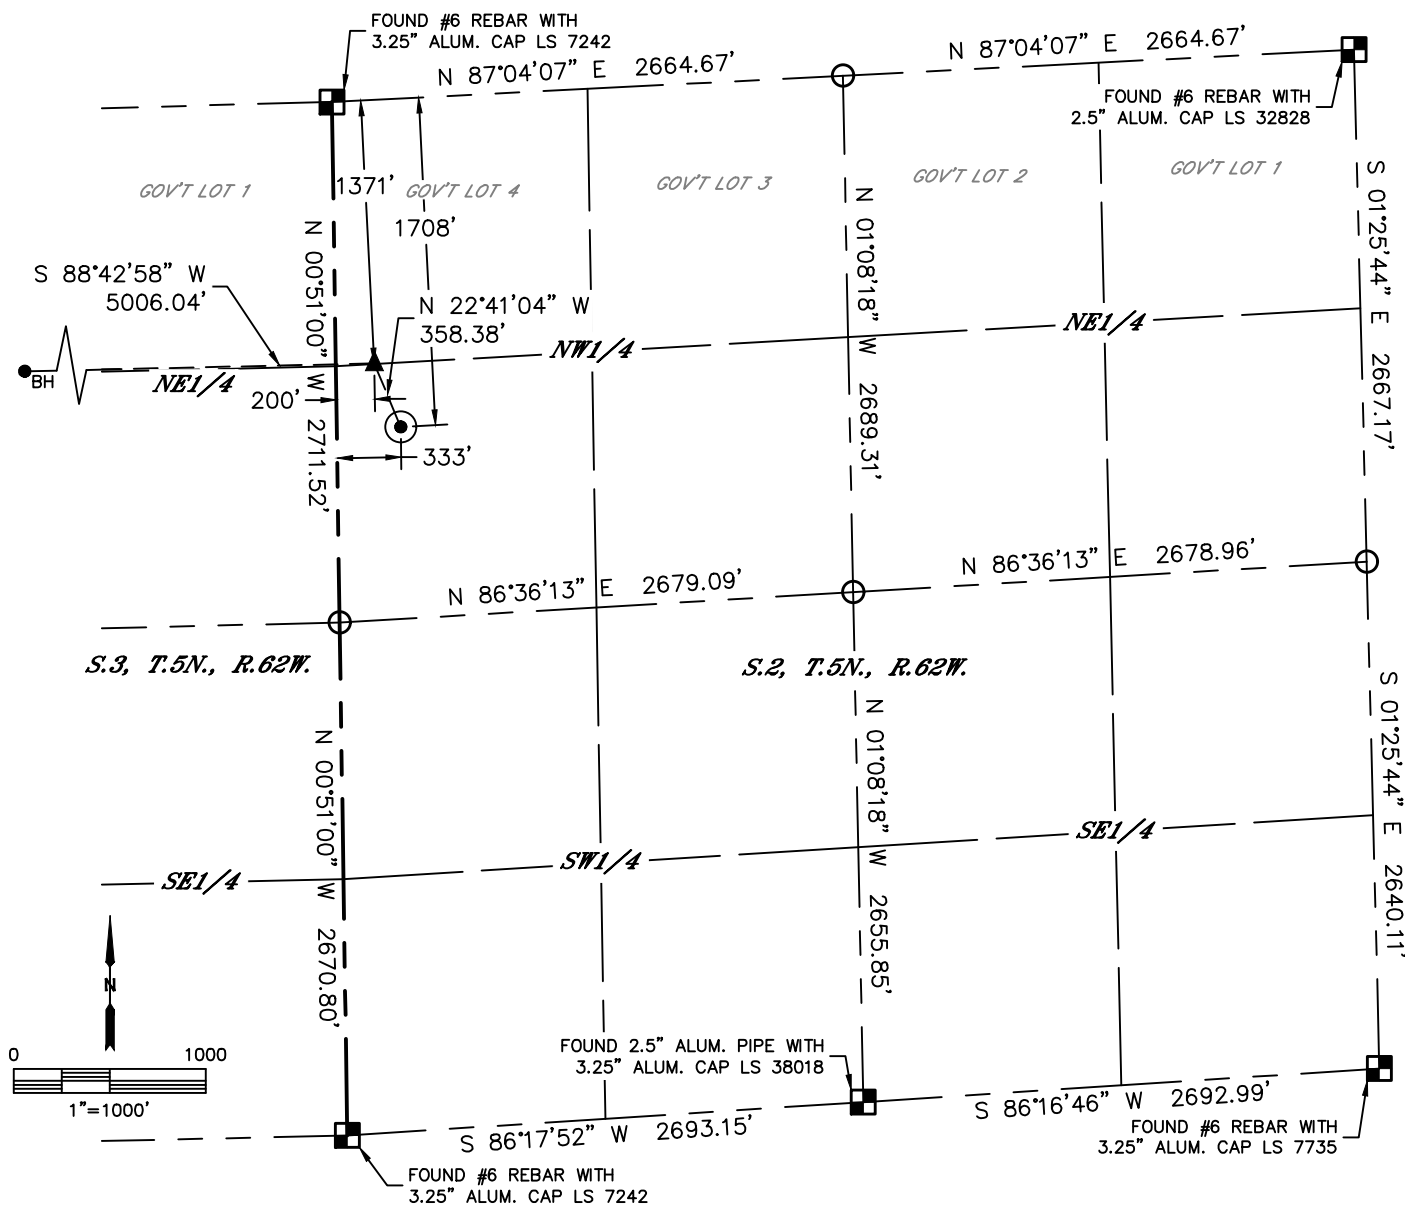 FOUND #6 REBAR WITH
3.25” ALUM. CAP LS 7242
N 87°04'07” E 2664.67'
N 87°04'07” E 2664.67'
FOUND #6 REBAR WITH
2.5” ALUM. CAP LS 32828
GOV'T LOT 1
1371'
GOV'T LOT 4
GOV'T LOT 3
GOV'T LOT 2
GOV'T LOT 1
1708'
N 00°51'00” W 2711.52'
N 01°08'18” W 2689.31'
S 01°25'44” E 2667.17'
S 88°42'58” W
5006.04'
N 22°41'04” W
358.38'
BH
NE1/4
NW1/4
NE1/4
200'
333'
N 86°36'13” E 2679.09'
N 86°36'13” E 2678.96'
S.3, T.5N., R.62W.
S.2, T.5N., R.62W.
N 00°51'00” W 2670.80'
N 01°08'18” W 2655.85'
S 01°25'44” E 2640.11'
SE1/4
SW1/4
SE1/4
N
0 1000
1”=1000'
FOUND 2.5” ALUM. PIPE WITH
3.25” ALUM. CAP LS 38018
S 86°17'52” W 2693.15'
S 86°16'46” W 2692.99'
FOUND #6 REBAR WITH
3.25” ALUM. CAP LS 7735
FOUND #6 REBAR WITH
3.25” ALUM. CAP LS 7242